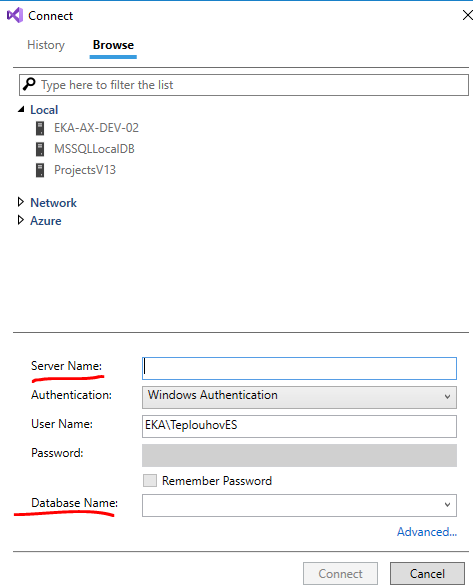 Connect
History Browse
Type here to filter the list
Local
EKA-AX-DEV-02
MSSQLLocalDB
ProjectsV13
Network
Azure
Server Name:
Authentication: Windows Authentication
User Name: EKA\TeplouhovES
Password:
Remember Password
Database Name:
Advanced...
Connect Cancel